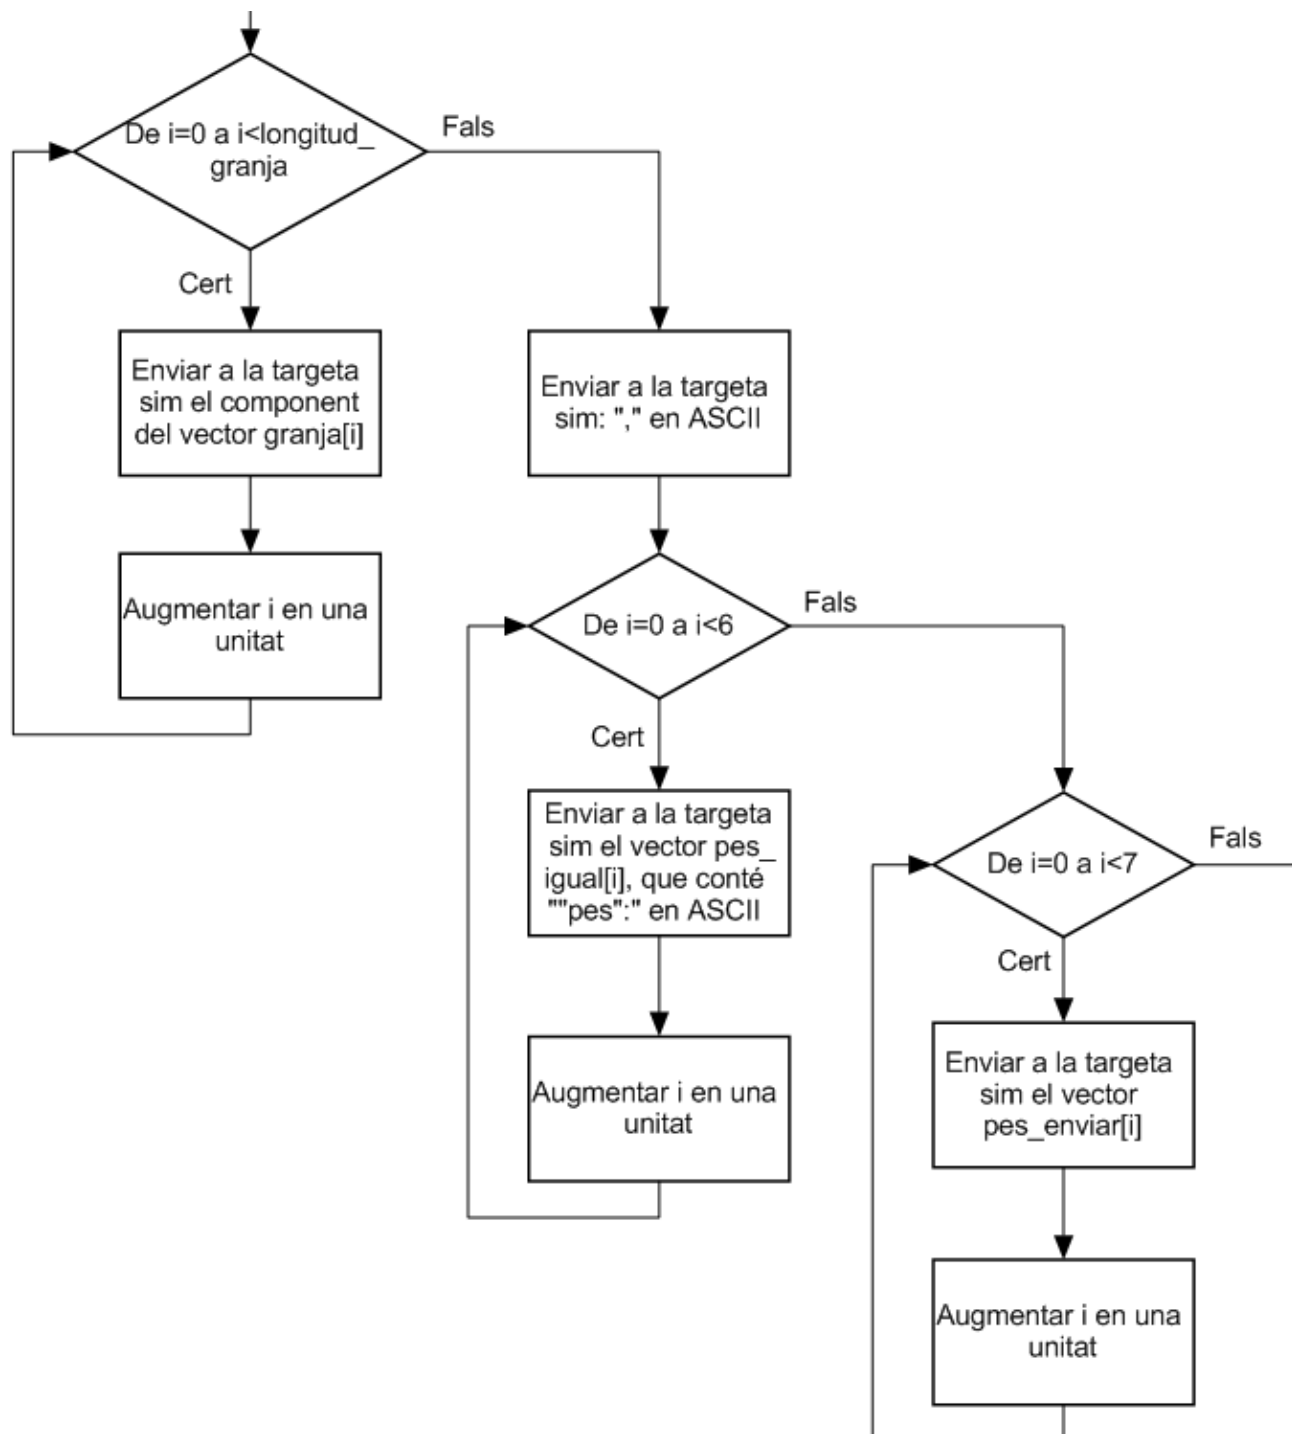 De i=0 a i<longitud_
granja
Fals
Cert
Enviar a la targeta
sim el component
del vector granja[i]
Augmentar i en una
unitat
Enviar a la targeta
sim: "," en ASCII
De i=0 a i<6
Fals
Cert
Enviar a la targeta
sim el vector pes_
igual[i], que conté
""pes":" en ASCII
Augmentar i en una
unitat
De i=0 a i<7
Fals
Cert
Enviar a la targeta
sim el vector
pes_enviar[i]
Augmentar i en una
unitat